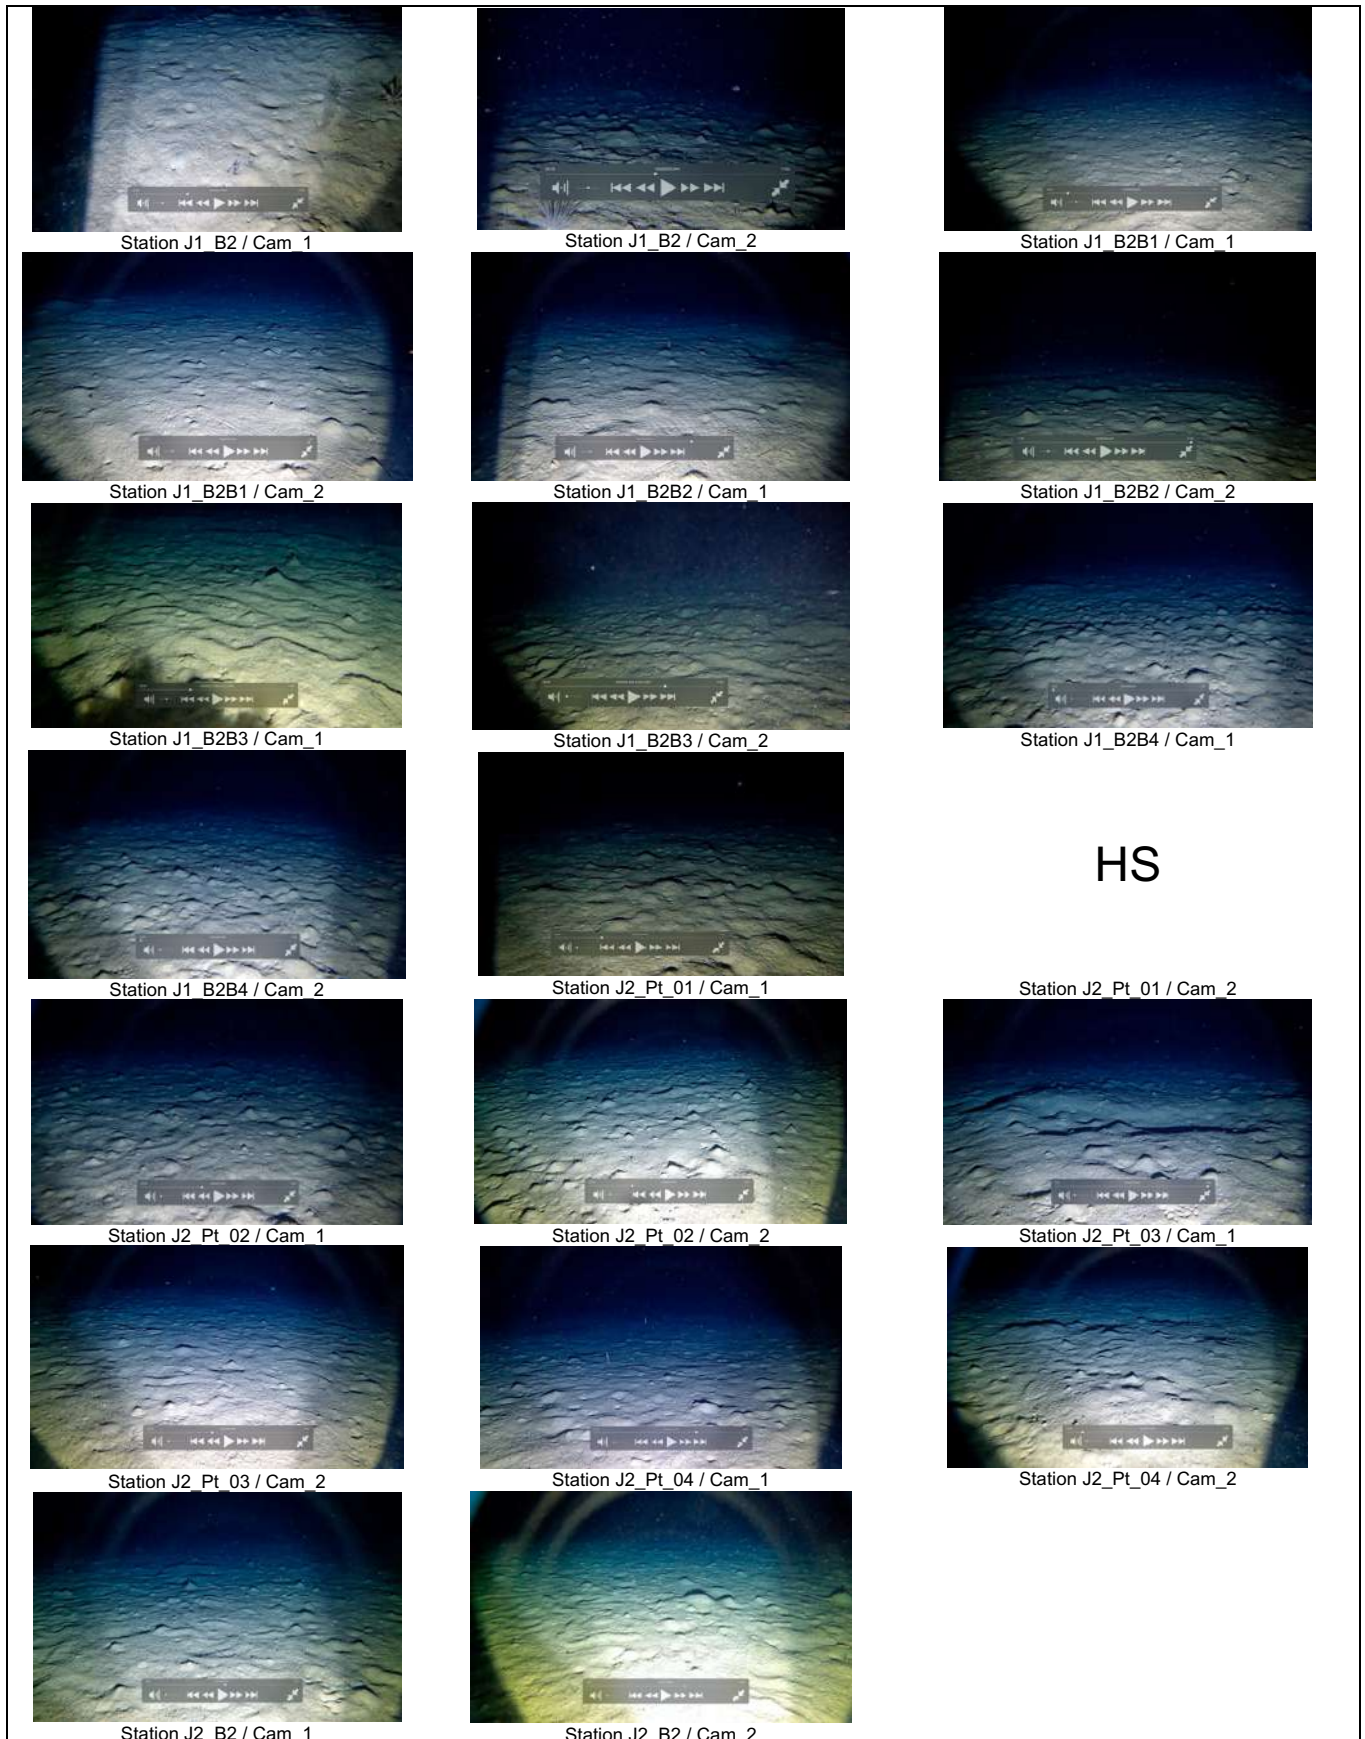 Station J1_B2 / Cam_1
Station J1_B2 / Cam_2
Station J1_B2B1 / Cam_1
Station J1_B2B1 / Cam_2
Station J1_B2B2 / Cam_1
Station J1_B2B2 / Cam_2
Station J1_B2B3 / Cam_1
Station J1_B2B3 / Cam_2
Station J1_B2B4 / Cam_1
Station J1_B2B4 / Cam_2
Station J2_Pt_01 / Cam_1
HS
Station J2_Pt_01 / Cam_2
Station J2_Pt_02 / Cam_1
Station J2_Pt_02 / Cam_2
Station J2_Pt_03 / Cam_1
Station J2_Pt_03 / Cam_2
Station J2_Pt_04 / Cam_1
Station J2_Pt_04 / Cam_2
Station J2_B2 / Cam_1
Station J2_B2 / Cam_2